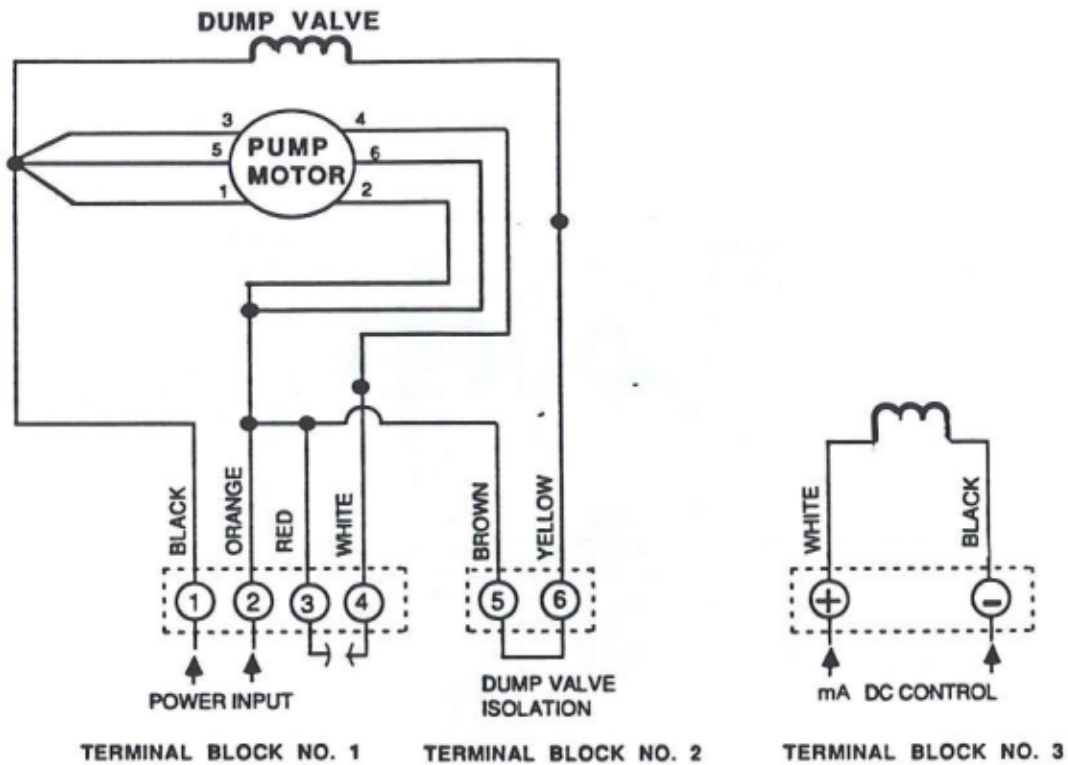 DUMP VALVE
3
4
PUMP
MOTOR
5
6
1
2
BLACK
ORANGE
RED
WHITE
BROWN
YELLOW
WHITE
BLACK
1
2
3
4
5
6
+
-
POWER INPUT
DUMP VALVE
ISOLATION
mA DC CONTROL
TERMINAL BLOCK NO. 1
TERMINAL BLOCK NO. 2
TERMINAL BLOCK NO. 3